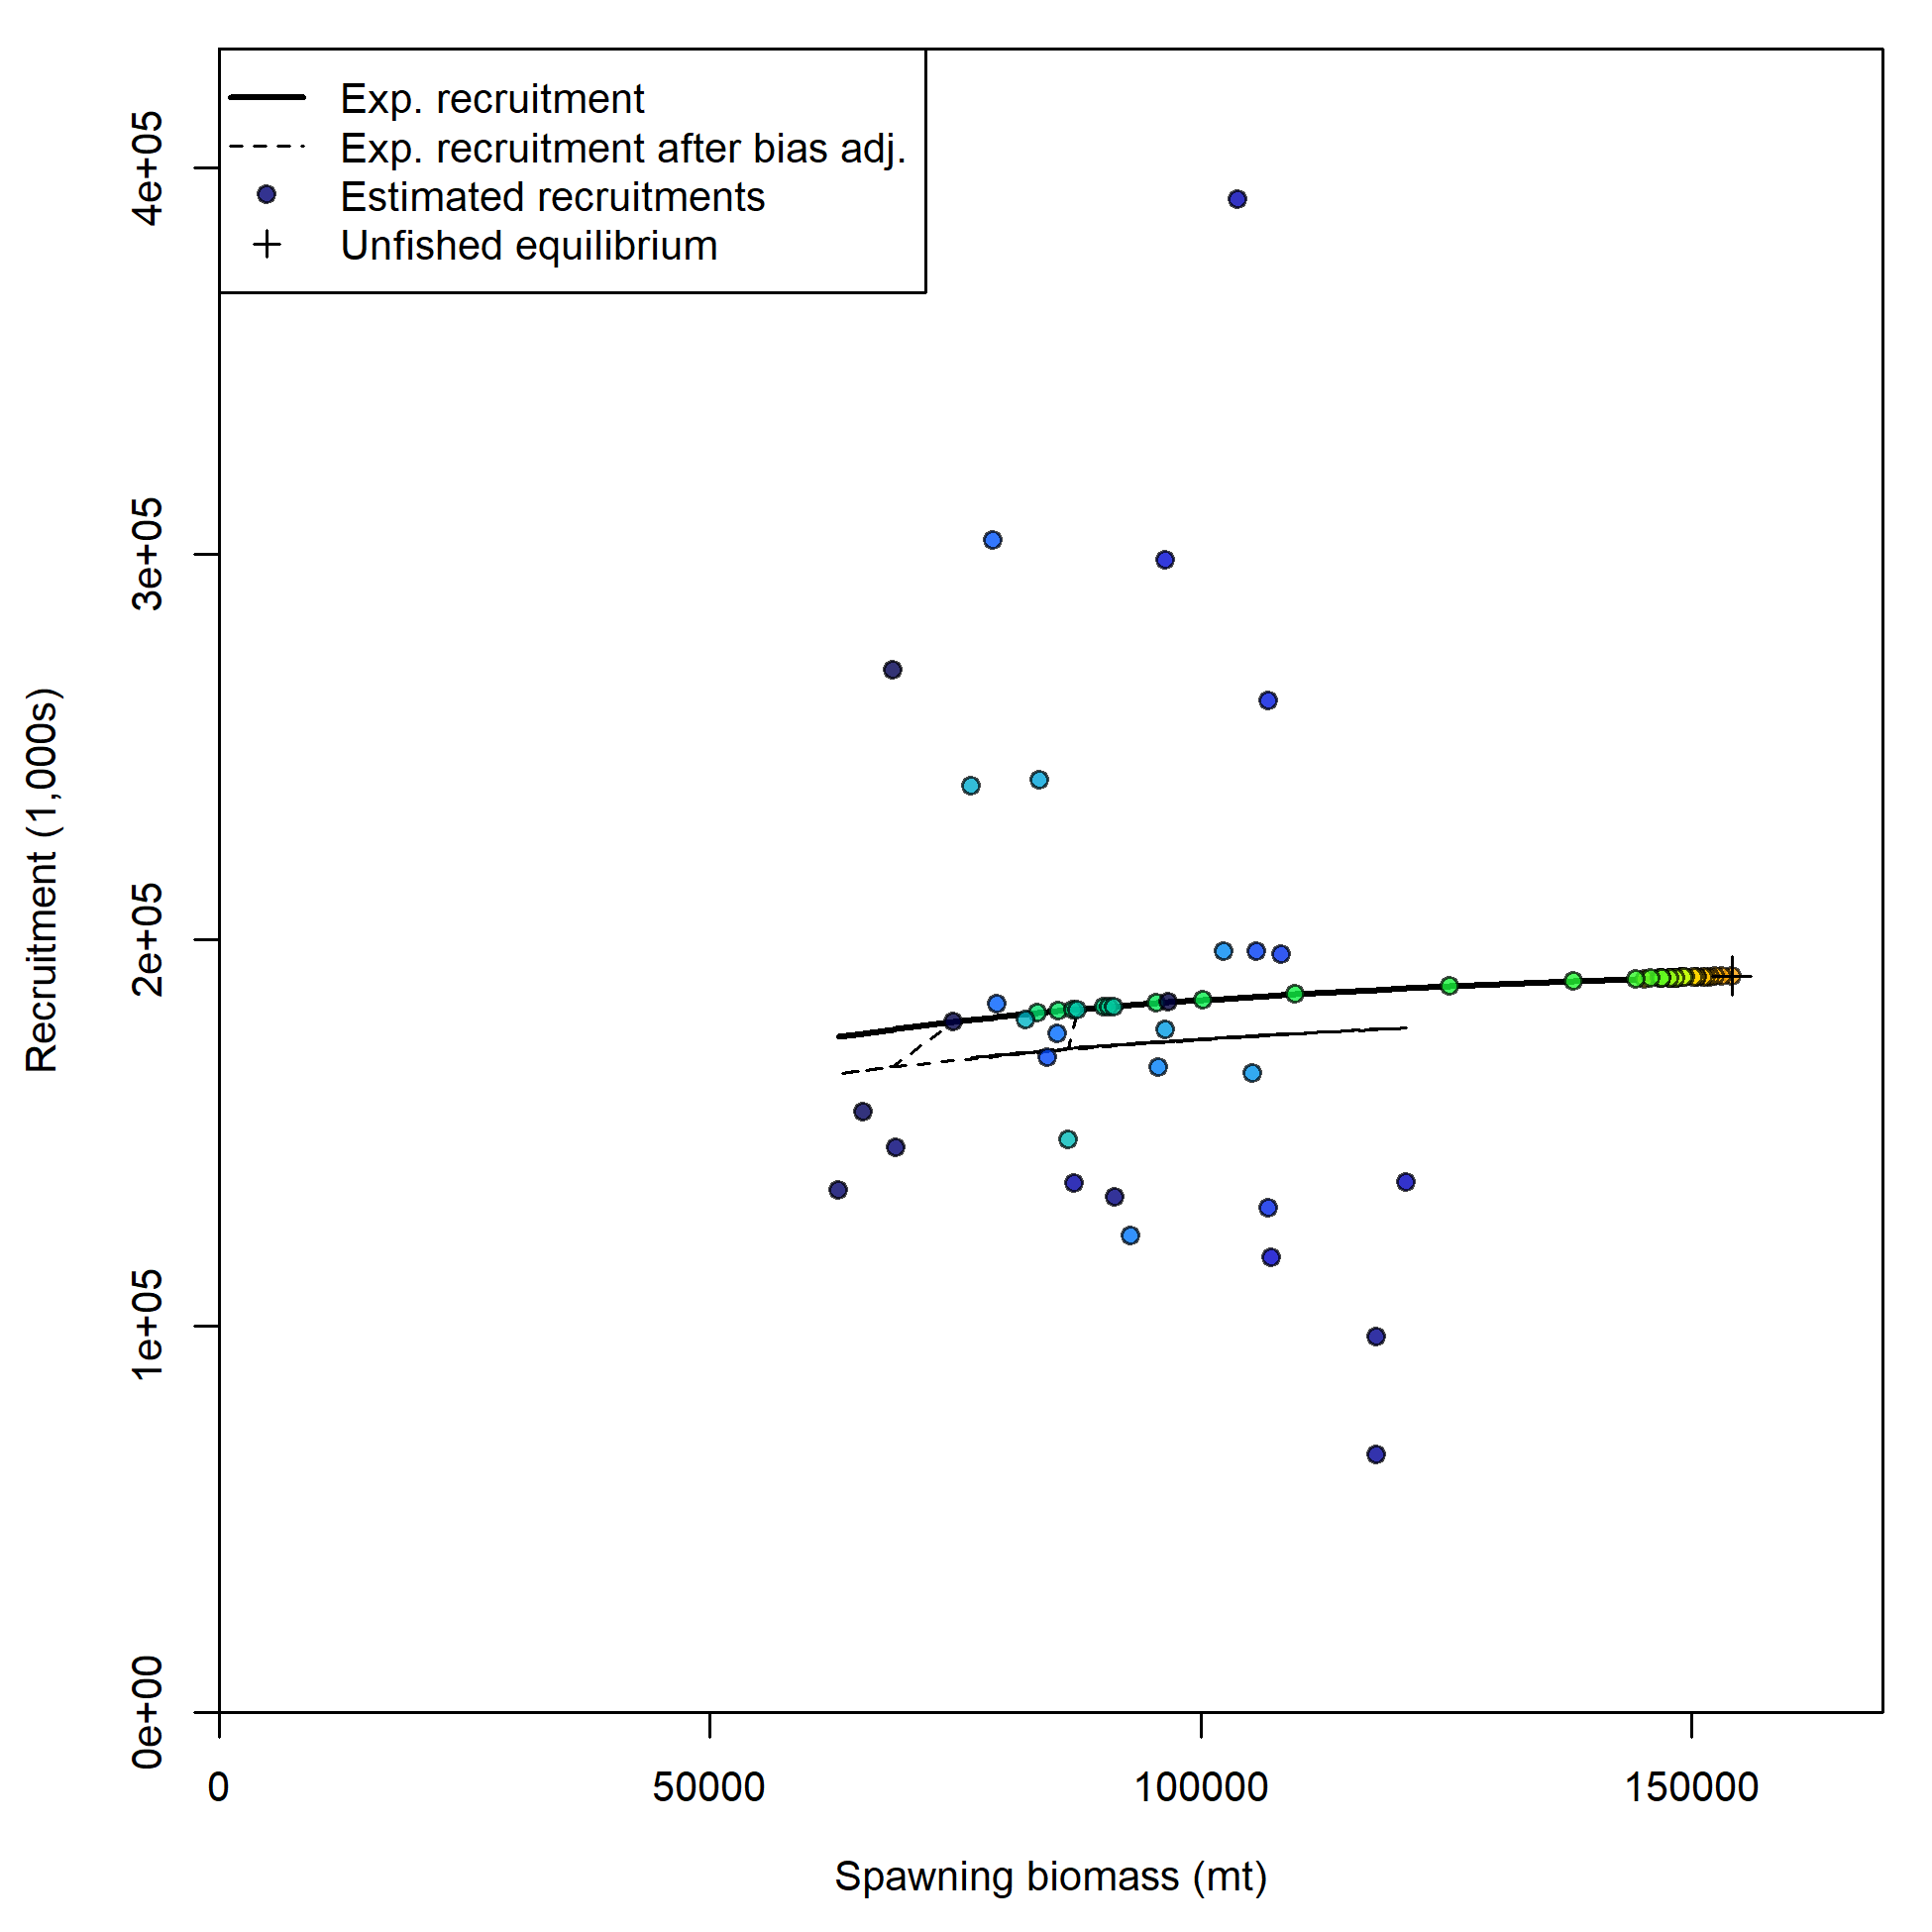 Exp. recruitment
Exp. recruitment after bias adj.
Estimated recruitments
Unfished equilibrium
4e+05
3e+05
2e+05
1e+05
0e+00
Recruitment (1,000s)
0
50000
100000
150000
Spawning biomass (mt)